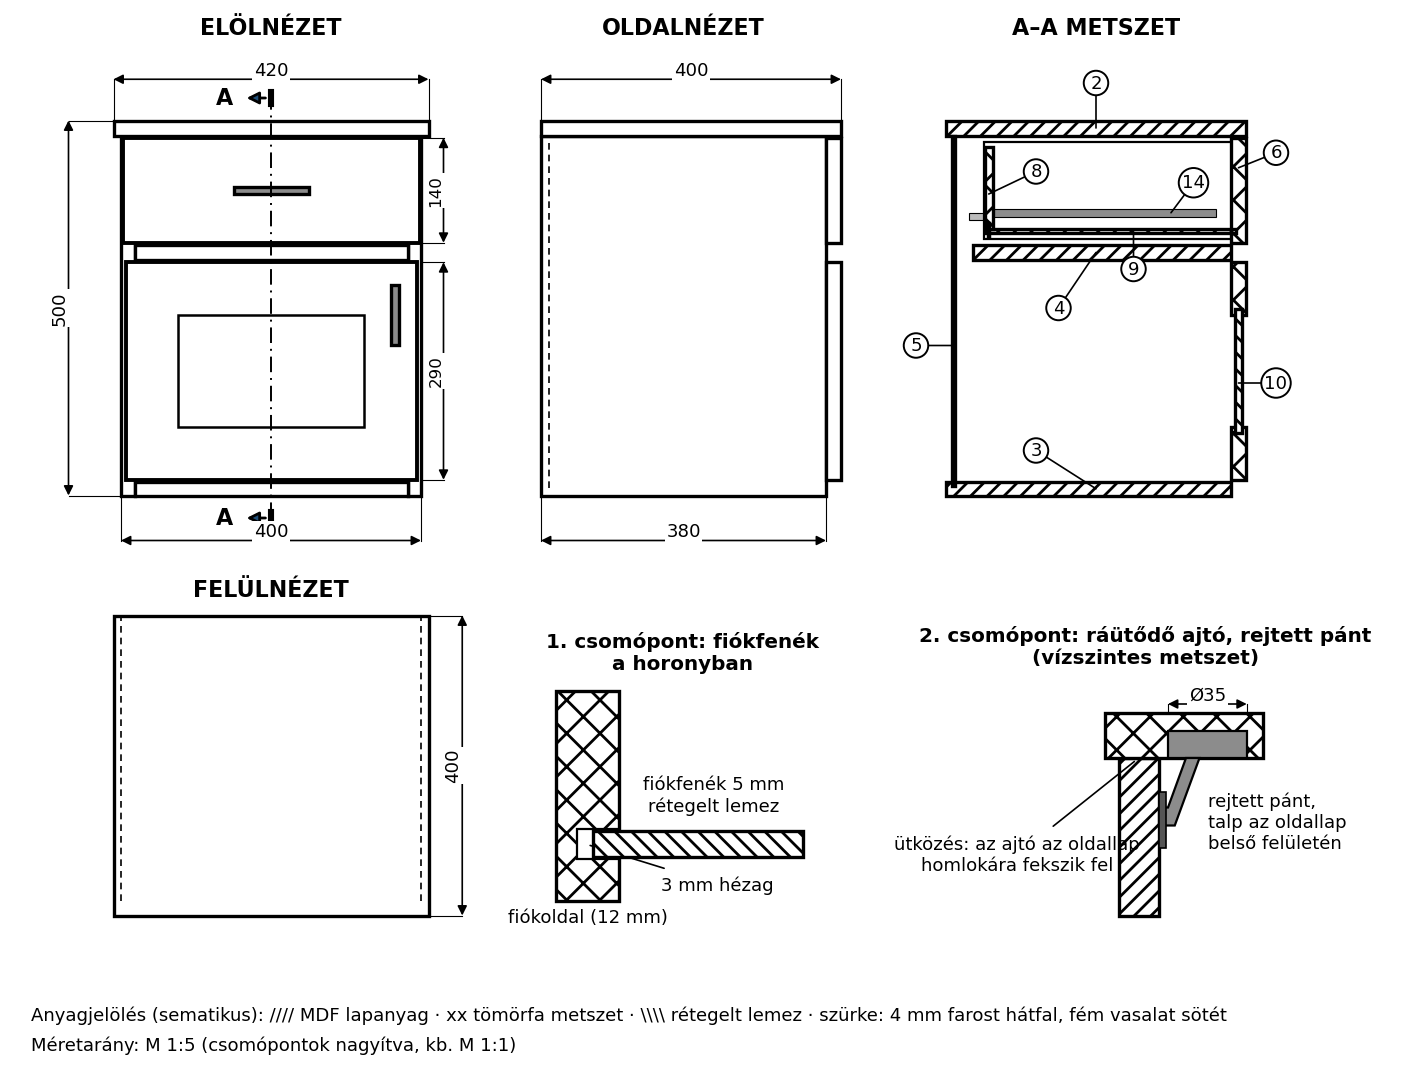 ELÖLNÉZET
OLDALNÉZET
A–A METSZET
420
400
2
A
6
8
14
140
9
4
500
5
290
10
3
A
400
380
FELÜLNÉZET
400
1. csomópont: fiókfenék
a horonyban
2. csomópont: ráütődő ajtó, rejtett pánt
(vízszintes metszet)
Ø35
fiókfenék 5 mm
rétegelt lemez
3 mm hézag
fiókoldal (12 mm)
ütközés: az ajtó az oldallap
homlokára fekszik fel
rejtett pánt,
talp az oldallap
belső felületén
Anyagjelölés (sematikus): //// MDF lapanyag · xx tömörfa metszet · \\\\ rétegelt lemez · szürke: 4 mm farost hátfal, fém vasalat sötét
Méretarány: M 1:5 (csomópontok nagyítva, kb. M 1:1)